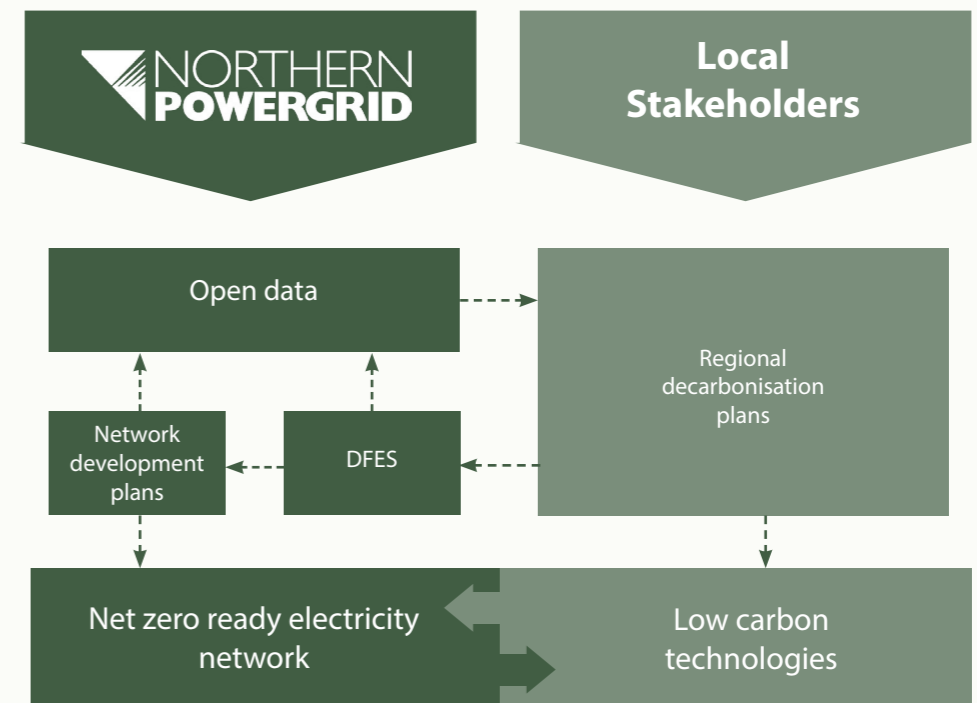 NORTHERN
POWERGRID
Local
Stakeholders
Open data
Regional
decarbonisation
plans
Network
development
plans
DFES
Net zero ready electricity
network
Low carbon
technologies